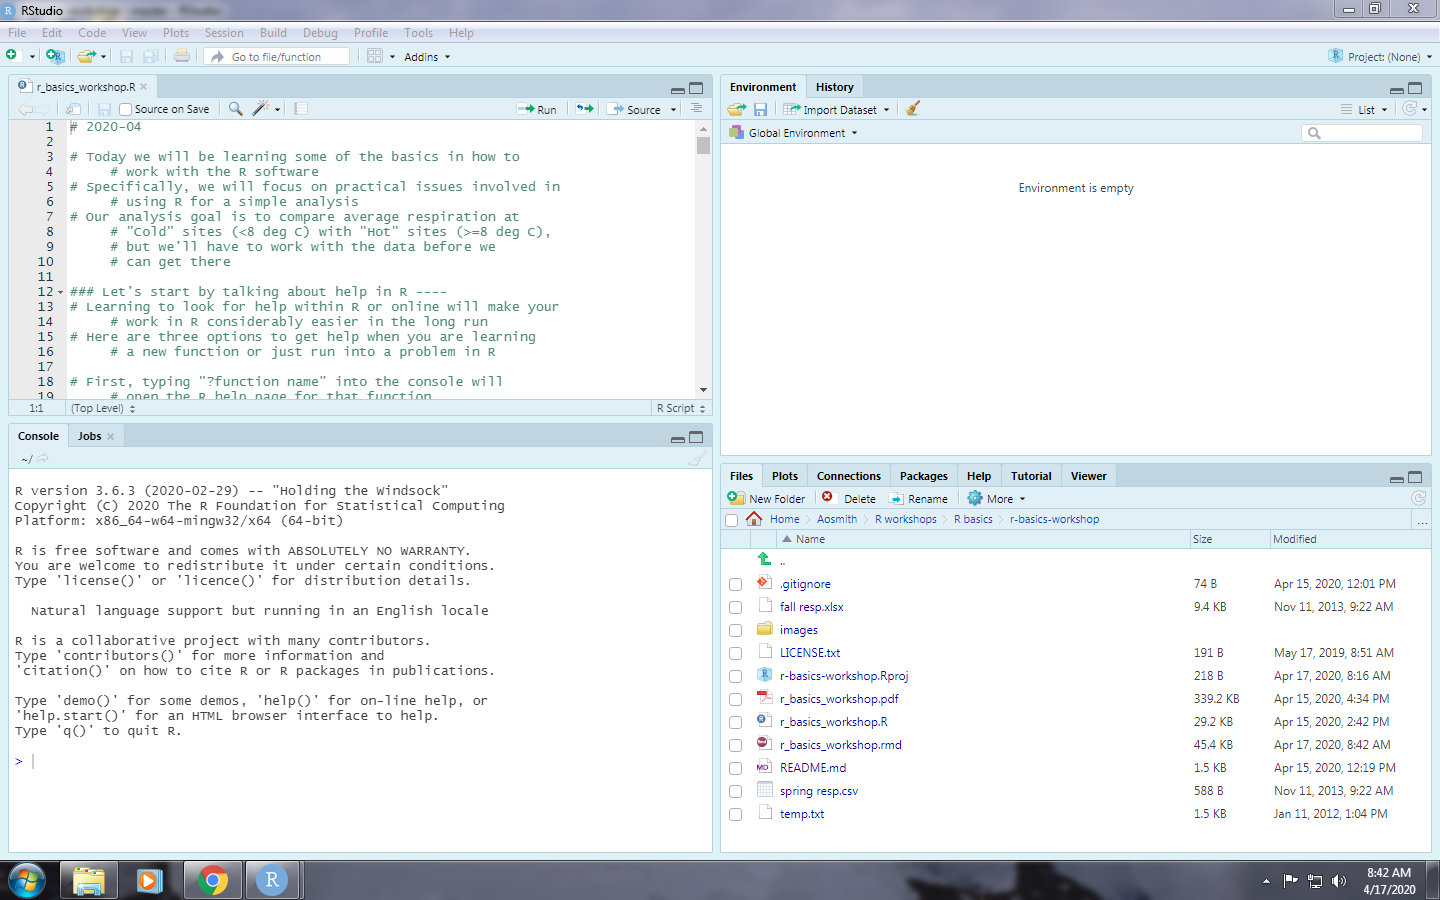 RStudio
File Edit Code View Plots Session Build Debug Profile Tools Help
Go to file/function Addins Project: (None)
r_basics_workshop.R
Source on Save Run Source
1 # 2020-04
2
3 # Today we will be learning some of the basics in how to
4 # work with the R software
5 # Specifically, we will focus on practical issues involved in
6 # using R for a simple analysis
7 # Our analysis goal is to compare average respiration at
8 # "Cold" sites (<8 deg C) with "Hot" sites (>=8 deg C),
9 # but we'll have to work with the data before we
10 # can get there
11
12 ### Let's start by talking about help in R ----
13 # Learning to look for help within R or online will make your
14 # work in R considerably easier in the long run
15 # Here are three options to get help when you are learning
16 # a new function or just run into a problem in R
17
18 # First, typing "?function name" into the console will
19 # open the R help page for that function
1:1 (Top Level) R Script
Console Jobs
~/
R version 3.6.3 (2020-02-29) -- "Holding the Windsock"
Copyright (C) 2020 The R Foundation for Statistical Computing
Platform: x86_64-w64-mingw32/x64 (64-bit)
R is free software and comes with ABSOLUTELY NO WARRANTY.
You are welcome to redistribute it under certain conditions.
Type 'license()' or 'licence()' for distribution details.
Natural language support but running in an English locale
R is a collaborative project with many contributors.
Type 'contributors()' for more information and
'citation()' on how to cite R or R packages in publications.
Type 'demo()' for some demos, 'help()' for on-line help, or
'help.start()' for an HTML browser interface to help.
Type 'q()' to quit R.
>
Environment History
Import Dataset List
Global Environment
Environment is empty
Files Plots Connections Packages Help Tutorial Viewer
New Folder Delete Rename More
Home Aosmith R workshops R basics r-basics-workshop ...
Name Size Modified
..
.gitignore 74 B Apr 15, 2020, 12:01 PM
fall resp.xlsx 9.4 KB Nov 11, 2013, 9:22 AM
images
LICENSE.txt 191 B May 17, 2019, 8:51 AM
r-basics-workshop.Rproj 218 B Apr 17, 2020, 8:16 AM
r_basics_workshop.pdf 339.2 KB Apr 15, 2020, 4:34 PM
r_basics_workshop.R 29.2 KB Apr 15, 2020, 2:42 PM
r_basics_workshop.rmd 45.4 KB Apr 17, 2020, 8:42 AM
README.md 1.5 KB Apr 15, 2020, 12:19 PM
spring resp.csv 588 B Nov 11, 2013, 9:22 AM
temp.txt 1.5 KB Jan 11, 2012, 1:04 PM
8:42 AM
4/17/2020